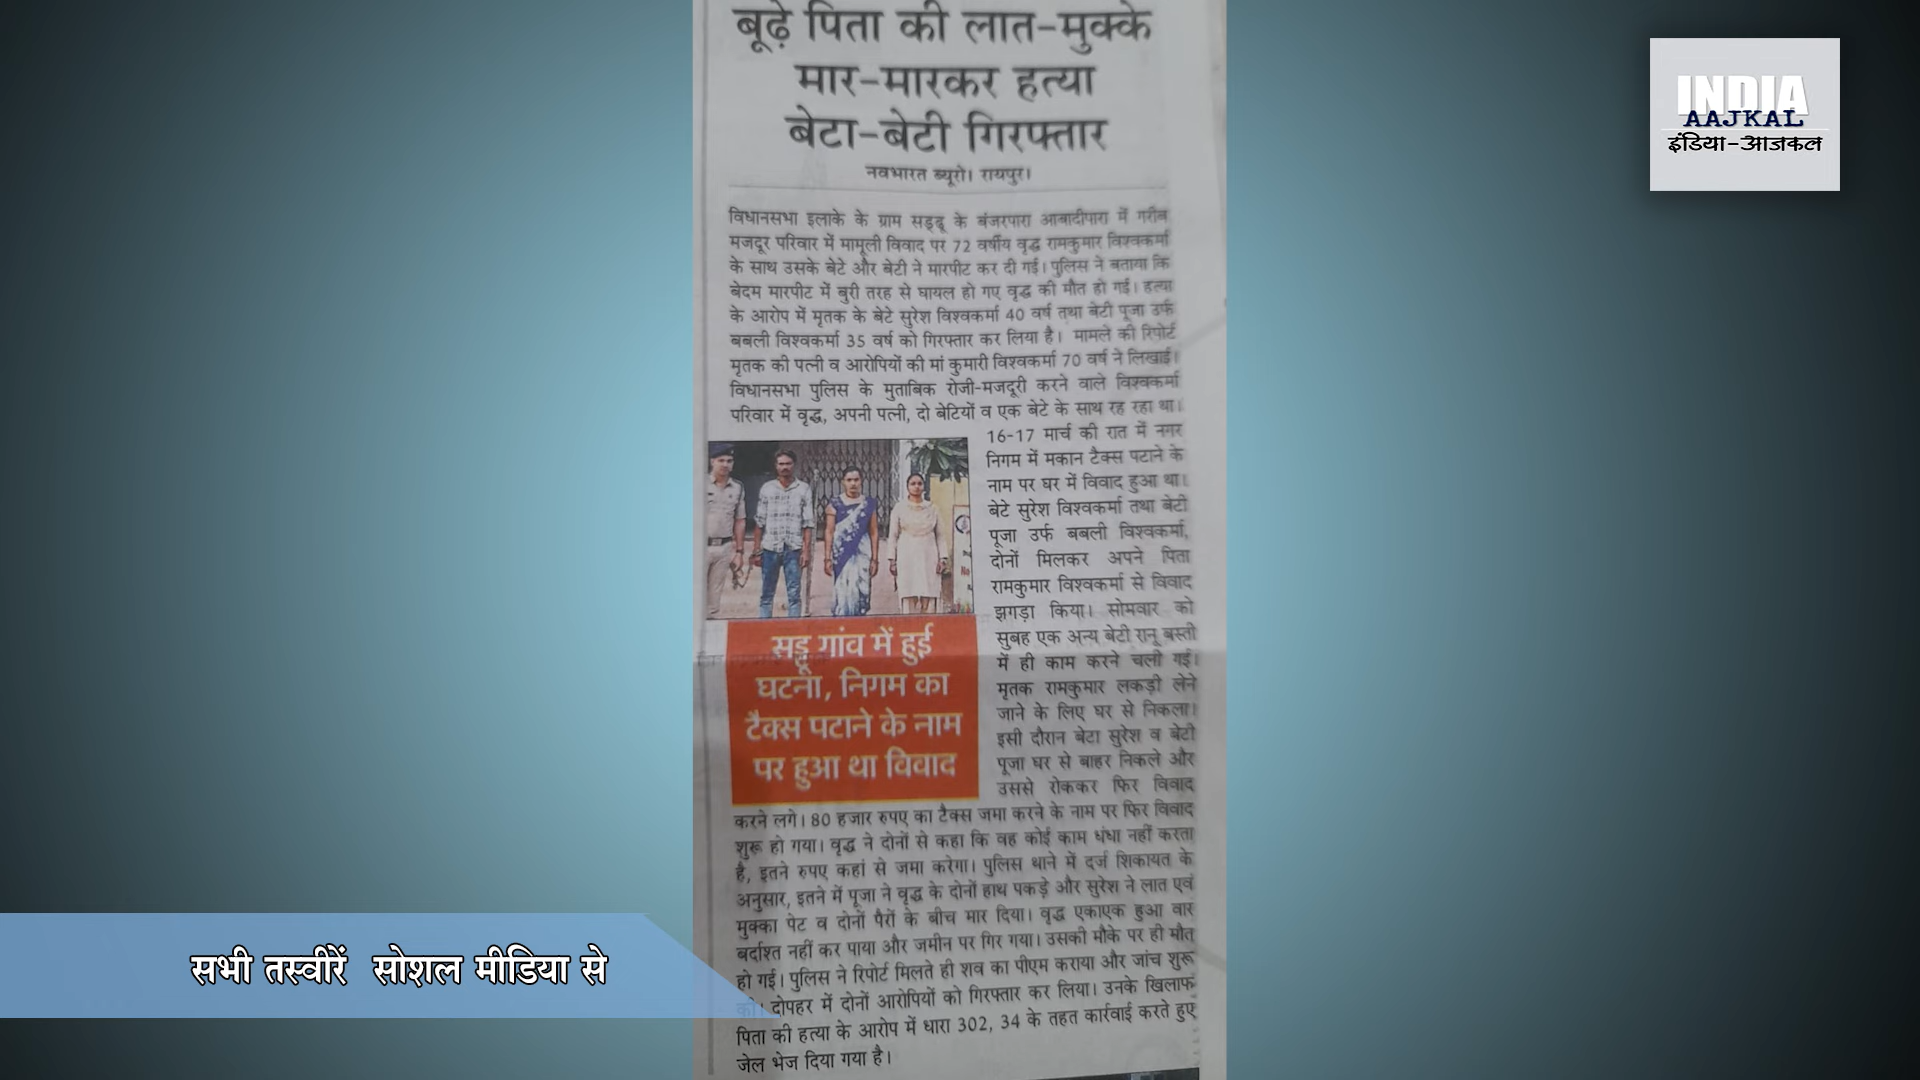 बूढ़े पिता की लात-मुक्के
मार-मारकर हत्या
बेटा-बेटी गिरफ्तार
नवभारत ब्यूरो। रायपुर।
विधानसभा इलाके के ग्राम सड्ढू के बंजरपारा आबादीपारा में गरीब
मजदूर परिवार में मामूली विवाद पर 72 वर्षीय वृद्ध रामकुमार विश्वकर्मा
के साथ उसके बेटे और बेटी ने मारपीट कर दी गई। पुलिस ने बताया कि
बेदम मारपीट में बुरी तरह से घायल हो गए वृद्ध की मौत हो गई। हत्या
के आरोप में मृतक के बेटे सुरेश विश्वकर्मा 40 वर्ष तथा बेटी पूजा उर्फ
बबली विश्वकर्मा 35 वर्ष को गिरफ्तार कर लिया है। मामले की रिपोर्ट
मृतक की पत्नी व आरोपियों की मां कुमारी विश्वकर्मा 70 वर्ष ने लिखाई।
विधानसभा पुलिस के मुताबिक रोजी-मजदूरी करने वाले विश्वकर्मा
परिवार में वृद्ध, अपनी पत्नी, दो बेटियों व एक बेटे के साथ रह रहा था।
16-17 मार्च की रात में नगर
निगम में मकान टैक्स पटाने के
नाम पर घर में विवाद हुआ था।
बेटे सुरेश विश्वकर्मा तथा बेटी
पूजा उर्फ बबली विश्वकर्मा,
दोनों मिलकर अपने पिता
रामकुमार विश्वकर्मा से विवाद
झगड़ा किया। सोमवार को
सुबह एक अन्य बेटी रानू बस्ती
में ही काम करने चली गई।
मृतक रामकुमार लकड़ी लेने
जाने के लिए घर से निकला।
इसी दौरान बेटा सुरेश व बेटी
पूजा घर से बाहर निकले और
उससे रोककर फिर विवाद
करने लगे। 80 हजार रुपए का टैक्स जमा करने के नाम पर फिर विवाद
शुरू हो गया। वृद्ध ने दोनों से कहा कि वह कोई काम धंधा नहीं करता
है, इतने रुपए कहां से जमा करेगा। पुलिस थाने में दर्ज शिकायत के
अनुसार, इतने में पूजा ने वृद्ध के दोनों हाथ पकड़े और सुरेश ने लात एवं
मुक्का पेट व दोनों पैरों के बीच मार दिया। वृद्ध एकाएक हुआ वार
बर्दाश्त नहीं कर पाया और जमीन पर गिर गया। उसकी मौके पर ही मौत
हो गई। पुलिस ने रिपोर्ट मिलते ही शव का पीएम कराया और जांच शुरू
की। दोपहर में दोनों आरोपियों को गिरफ्तार कर लिया। उनके खिलाफ
पिता की हत्या के आरोप में धारा 302, 34 के तहत कार्रवाई करते हुए
जेल भेज दिया गया है।
सड्ढू गांव में हुई
घटना, निगम का
टैक्स पटाने के नाम
पर हुआ था विवाद
सभी तस्वीरें सोशल मीडिया से
INDIA
AAJKAL
इंडिया-आजकल